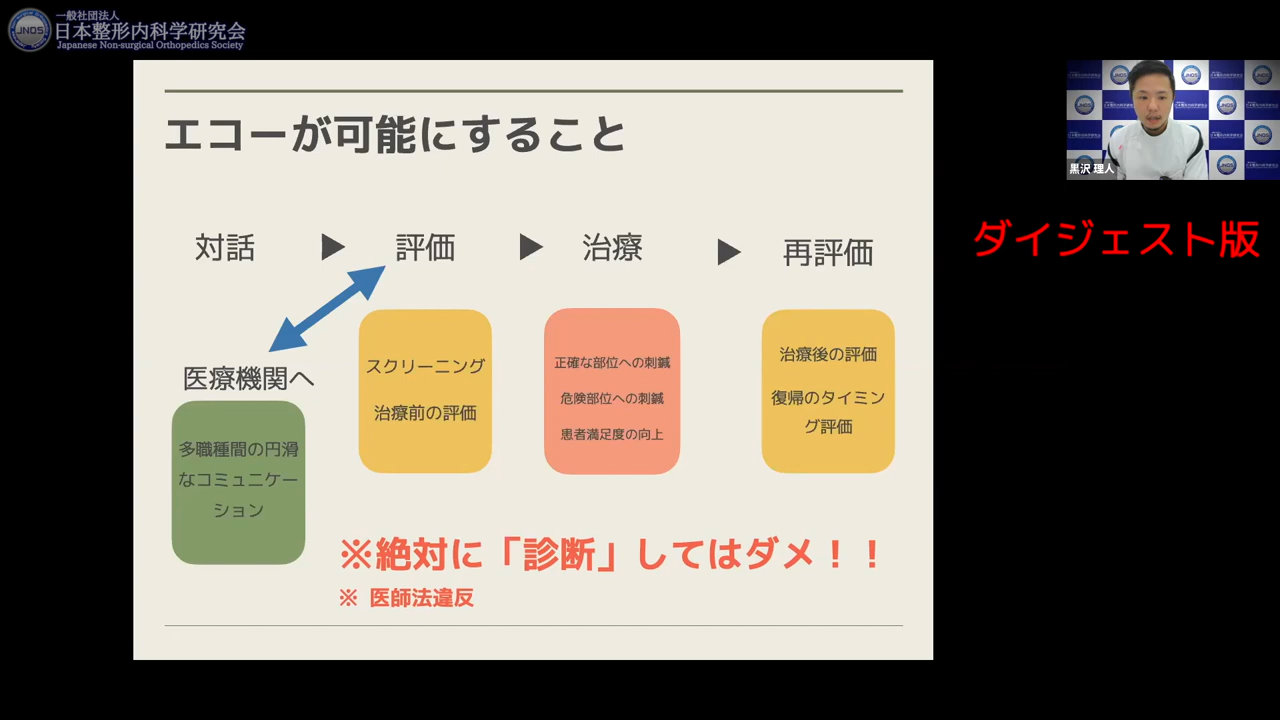 一般社団法人
日本整形内科学研究会
Japanese Non-surgical Orthopedics Society
JNOS
エコーが可能にすること
対話 ▶ 評価 ▶ 治療 ▶ 再評価
医療機関へ
多職種間の円滑
なコミュニケー
ション
スクリーニング
治療前の評価
正確な部位への刺鍼
危険部位への刺鍼
患者満足度の向上
治療後の評価
復帰のタイミン
グ評価
※絶対に「診断」してはダメ！！
※ 医師法違反
黒沢 理人
ダイジェスト版